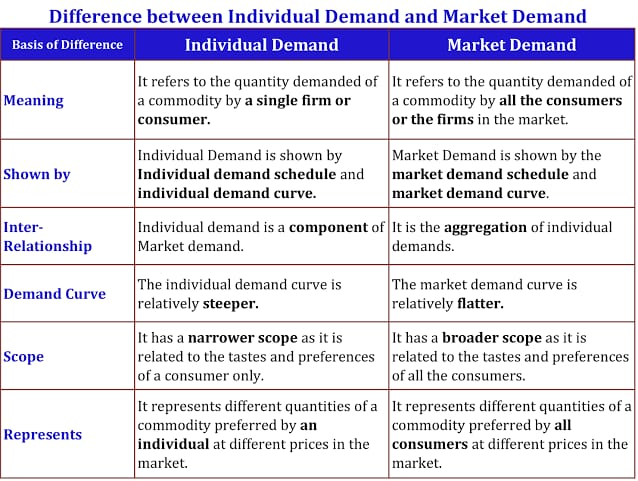 Difference between Individual Demand and Market Demand
Basis of Difference Individual Demand Market Demand
Meaning
It refers to the quantity demanded of
a commodity by a single firm or
consumer.
It refers to the quantity demanded of
a commodity by all the consumers
or the firms in the market.
Shown by
Individual Demand is shown by
Individual demand schedule and
individual demand curve.
Market Demand is shown by the
market demand schedule and
market demand curve.
Inter-
Relationship
Individual demand is a component of
Market demand.
It is the aggregation of individual
demands.
Demand Curve
The individual demand curve is
relatively steeper.
The market demand curve is
relatively flatter.
Scope
It has a narrower scope as it is
related to the tastes and preferences
of a consumer only.
It has a broader scope as it is
related to the tastes and preferences
of all the consumers.
Represents
It represents different quantities of a
commodity preferred by an
individual at different prices in the
market.
It represents different quantities of a
commodity preferred by all
consumers at different prices in the
market.